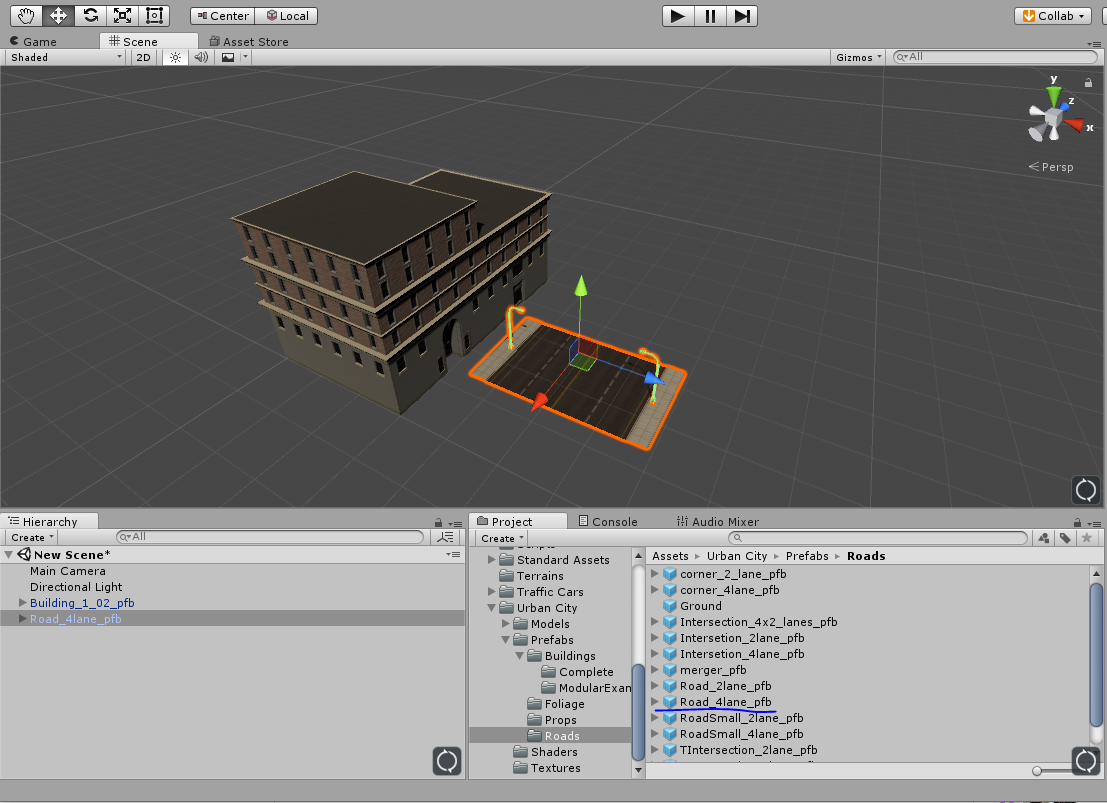 Center Local Collab
Game Scene Asset Store
Shaded 2D Gizmos All
y
z
x
Persp
Hierarchy
Create All
New Scene*
Main Camera
Directional Light
Building_1_02_pfb
Road_4lane_pfb
Project Console Audio Mixer
Create
Standard Assets
Terrains
Traffic Cars
Urban City
Models
Prefabs
Buildings
Complete
ModularExam
Foliage
Props
Roads
Shaders
Textures
Assets Urban City Prefabs Roads
corner_2_lane_pfb
corner_4lane_pfb
Ground
Intersection_4x2_lanes_pfb
Intersetion_2lane_pfb
Intersetion_4lane_pfb
merger_pfb
Road_2lane_pfb
Road_4lane_pfb
RoadSmall_2lane_pfb
RoadSmall_4lane_pfb
TIntersection_2lane_pfb